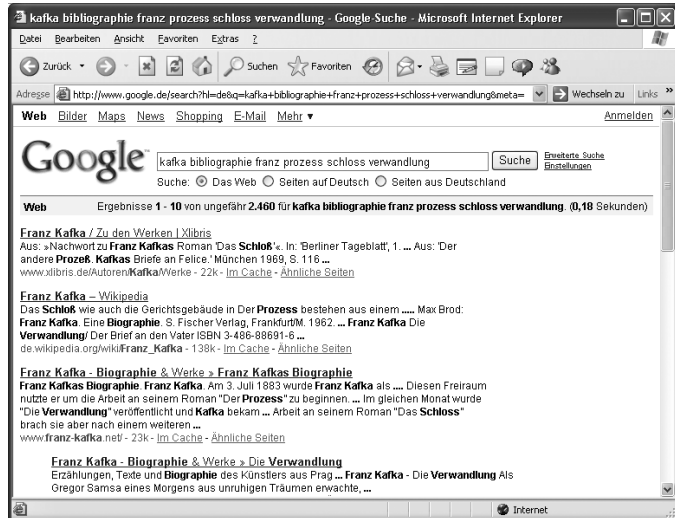 kafka bibliographie franz prozess schloss verwandlung - Google-Suche - Microsoft Internet Explorer
Datei Bearbeiten Ansicht Favoriten Extras ?
Zurück Suchen Favoriten
Adresse http://www.google.de/search?hl=de&q=kafka+bibliographie+franz+prozess+schloss+verwandlung&meta= Wechseln zu Links »
Web Bilder Maps News Shopping E-Mail Mehr ▼ Anmelden
Google kafka bibliographie franz prozess schloss verwandlung Suche Erweiterte Suche
Einstellungen
Suche: Das Web Seiten auf Deutsch Seiten aus Deutschland
Web Ergebnisse 1 - 10 von ungefähr 2.460 für kafka bibliographie franz prozess schloss verwandlung. (0,18 Sekunden)
Franz Kafka / Zu den Werken | Xlibris
Aus: »Nachwort zu Franz Kafkas Roman 'Das Schloß'«. In: 'Berliner Tageblatt', 1. ... Aus: 'Der
andere Prozeß. Kafkas Briefe an Felice.' München 1969, S. 116 ...
www.xlibris.de/Autoren/Kafka/Werke - 22k - Im Cache - Ähnliche Seiten
Franz Kafka – Wikipedia
Das Schloß wie auch die Gerichtsgebäude in Der Prozess bestehen aus einem ..... Max Brod:
Franz Kafka. Eine Biographie. S. Fischer Verlag, Frankfurt/M. 1962. ... Franz Kafka Die
Verwandlung/ Der Brief an den Vater ISBN 3-486-88691-6 ...
de.wikipedia.org/wiki/Franz_Kafka - 138k - Im Cache - Ähnliche Seiten
Franz Kafka - Biographie & Werke » Franz Kafkas Biographie
Franz Kafkas Biographie. Franz Kafka. Am 3. Juli 1883 wurde Franz Kafka als .... Diesen Freiraum
nutzte er um die Arbeit an seinem Roman "Der Prozess" zu beginnen. ... Im gleichen Monat wurde
"Die Verwandlung" veröffentlicht und Kafka bekam ... Arbeit an seinem Roman "Das Schloss"
brach sie aber nach einem weiteren ...
www.franz-kafka.net/ - 23k - Im Cache - Ähnliche Seiten
Franz Kafka - Biographie & Werke » Die Verwandlung
Erzählungen, Texte und Biographie des Künstlers aus Prag ... Franz Kafka - Die Verwandlung Als
Gregor Samsa eines Morgens aus unruhigen Träumen erwachte, ...
Internet